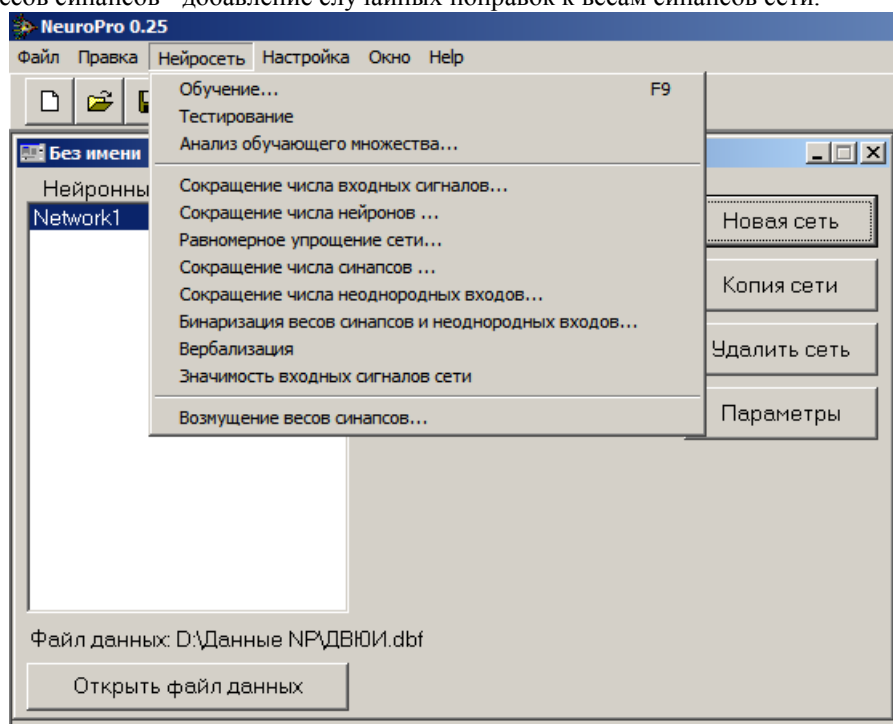 весов синапсов - добавление случайных поправок к весам синапсов сети.
NeuroPro 0.25
Файл Правка Нейросеть Настройка Окно Help
Обучение... F9
Тестирование
Анализ обучающего множества...
Без имени
Нейронны
Network1
Сокращение числа входных сигналов...
Сокращение числа нейронов ...
Равномерное упрощение сети...
Сокращение числа синапсов ...
Сокращение числа неоднородных входов...
Бинаризация весов синапсов и неоднородных входов...
Вербализация
Значимость входных сигналов сети
Возмущение весов синапсов...
Новая сеть
Копия сети
Удалить сеть
Параметры
Файл данных: D:\Данные NP\ДВЮИ.dbf
Открыть файл данных